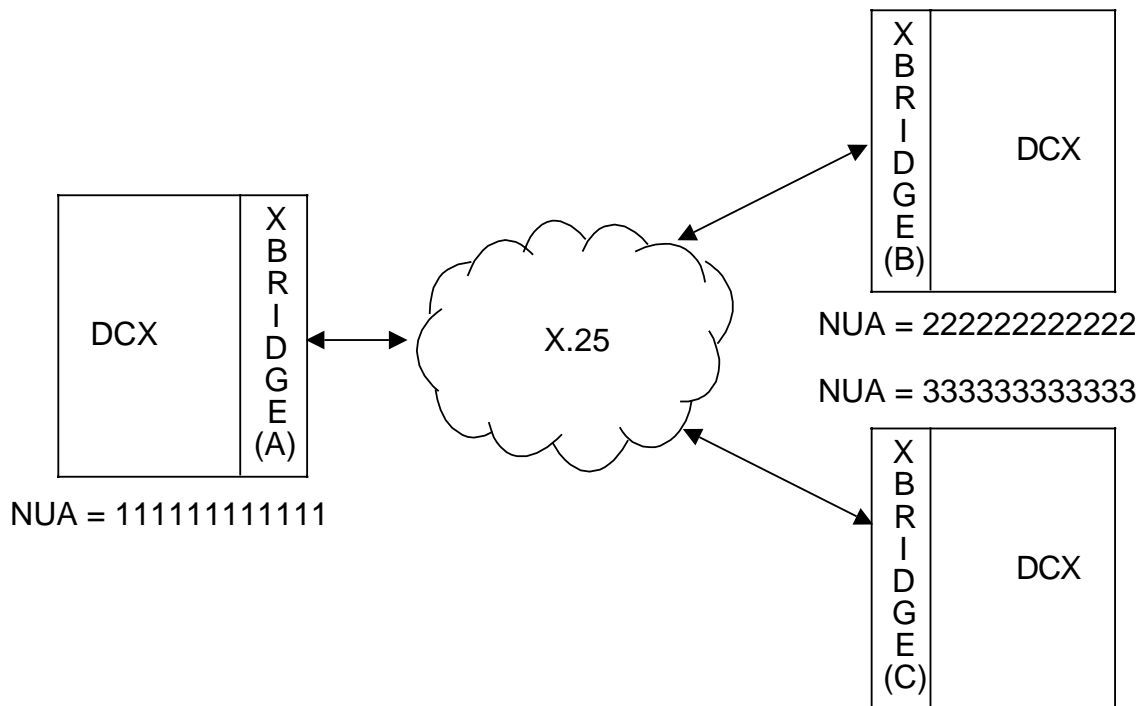 DCX
X
B
R
I
D
G
E
(A)
NUA = 111111111111
X.25
X
B
R
I
D
G
E
(B)
DCX
NUA = 222222222222
NUA = 333333333333
X
B
R
I
D
G
E
(C)
DCX